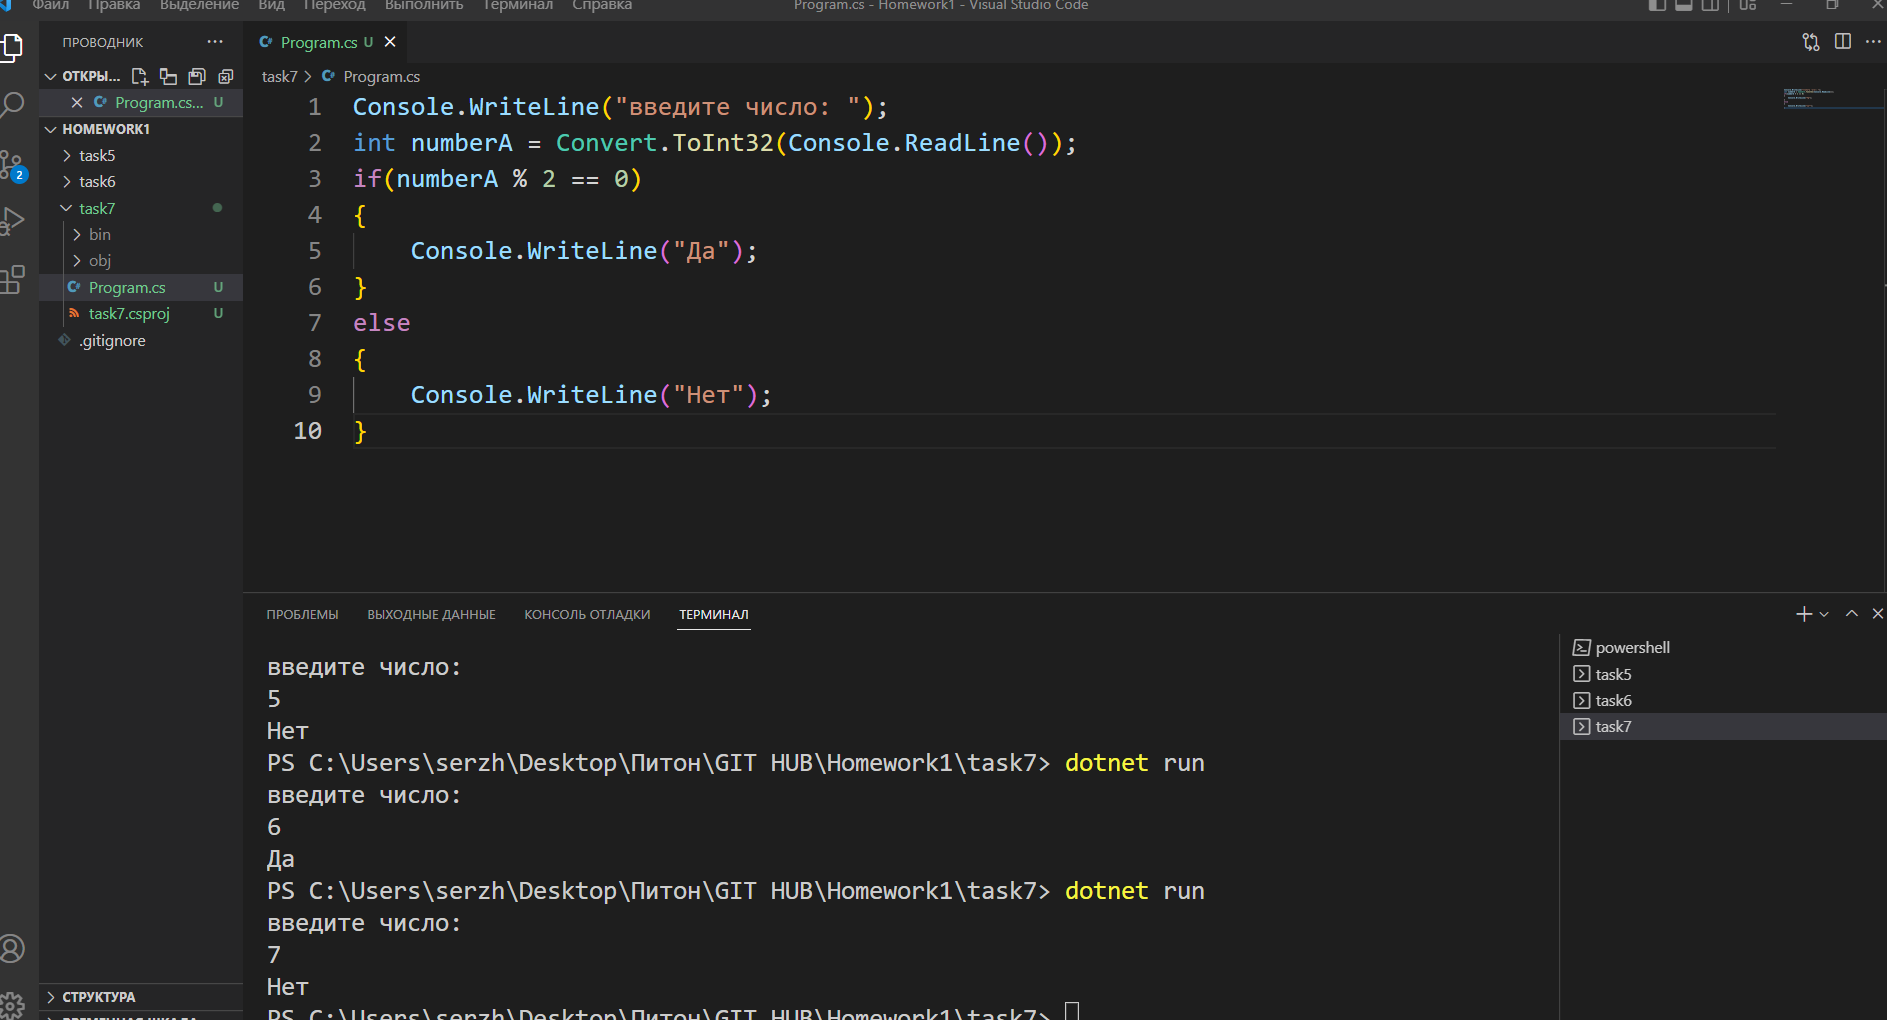 Файл Правка Выделение Вид Переход Выполнить Терминал Справка
Program.cs - Homework1 - Visual Studio Code
ПРОВОДНИК
ОТКРЫ...
Program.cs... U
HOMEWORK1
task5
task6
task7
bin
obj
Program.cs U
task7.csproj U
.gitignore
СТРУКТУРА
2
Program.cs U
task7 > Program.cs
1 Console.WriteLine("введите число: ");
2 int numberA = Convert.ToInt32(Console.ReadLine());
3 if(numberA % 2 == 0)
4 {
5 Console.WriteLine("Да");
6 }
7 else
8 {
9 Console.WriteLine("Нет");
10 }
ПРОБЛЕМЫ ВЫХОДНЫЕ ДАННЫЕ КОНСОЛЬ ОТЛАДКИ ТЕРМИНАЛ
введите число:
5
Нет
PS C:\Users\serzh\Desktop\Питон\GIT HUB\Homework1\task7> dotnet run
введите число:
6
Да
PS C:\Users\serzh\Desktop\Питон\GIT HUB\Homework1\task7> dotnet run
введите число:
7
Нет
PS C:\Users\serzh\Desktop\Питон\GIT HUB\Homework1\task7>
powershell
task5
task6
task7